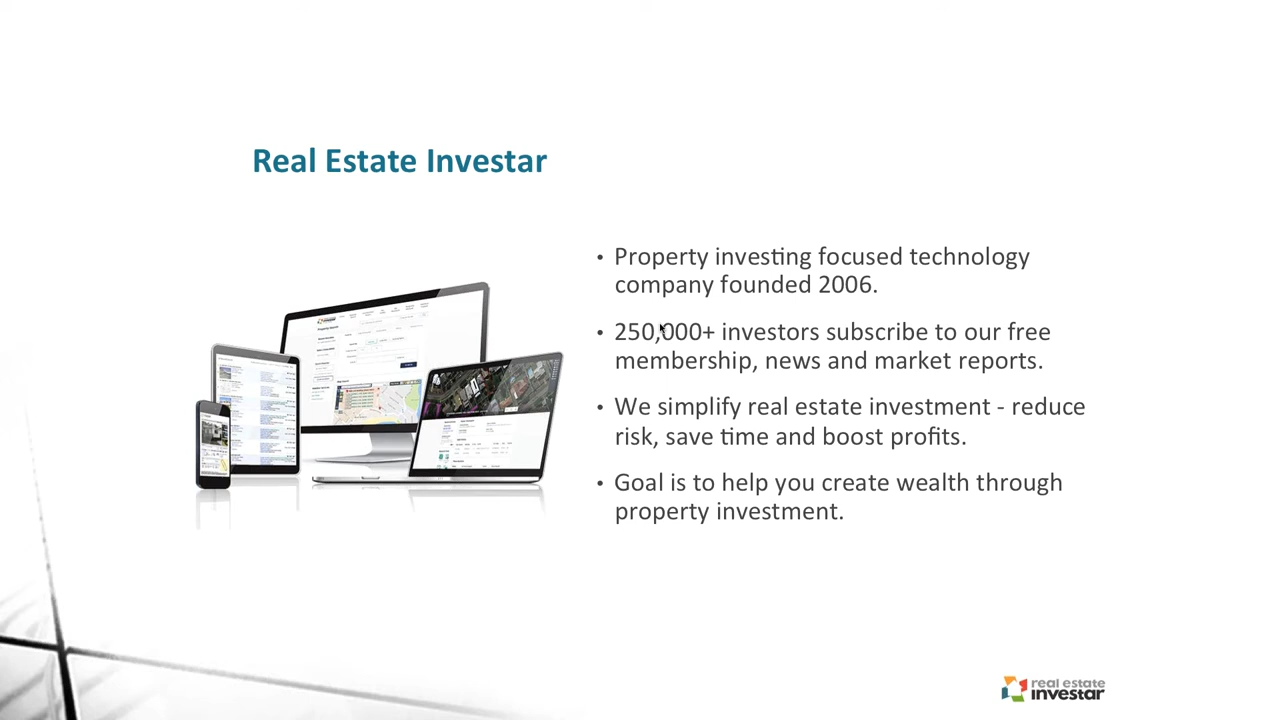 Real Estate Investar
• Property investing focused technology
company founded 2006.
• 250,000+ investors subscribe to our free
membership, news and market reports.
• We simplify real estate investment - reduce
risk, save time and boost profits.
• Goal is to help you create wealth through
property investment.
real estate
investar